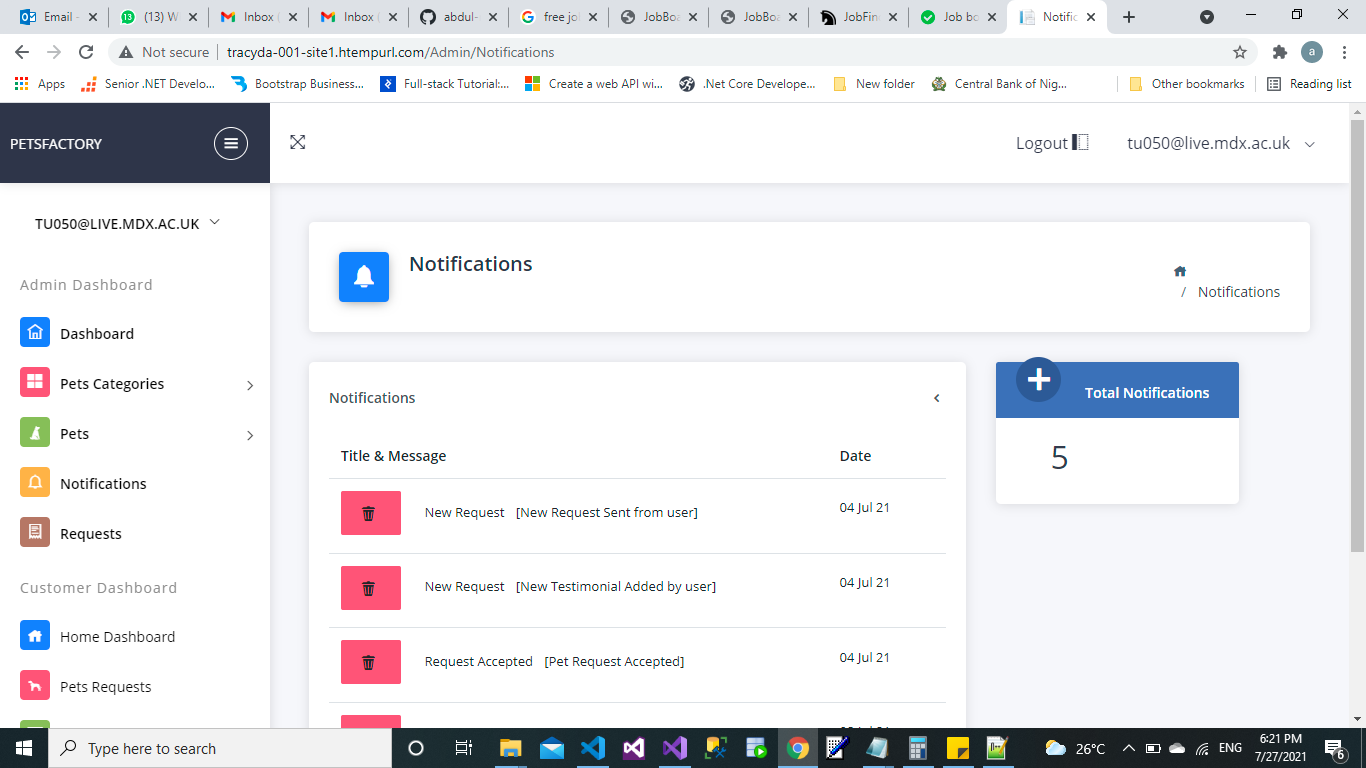 Email -
(13) W
Inbox (
Inbox (
abdul-
free jo
JobBoa
JobBoa
JobFin
Job bo
Notific
Not secure
tracyda-001-site1.htempurl.com/Admin/Notifications
a
Apps
Senior .NET Develo...
Bootstrap Business...
Full-stack Tutorial:...
Create a web API wi...
.Net Core Develope...
New folder
Central Bank of Nig...
Other bookmarks
Reading list
PETSFACTORY
Logout
tu050@live.mdx.ac.uk
TU050@LIVE.MDX.AC.UK
Admin Dashboard
Dashboard
Pets Categories
Pets
Notifications
Requests
Customer Dashboard
Home Dashboard
Pets Requests
Notifications
/ Notifications
Notifications
Title & Message Date
New Request [New Request Sent from user] 04 Jul 21
New Request [New Testimonial Added by user] 04 Jul 21
Request Accepted [Pet Request Accepted] 04 Jul 21
Total Notifications
5
Type here to search
26°C
ENG
6:21 PM
7/27/2021
6